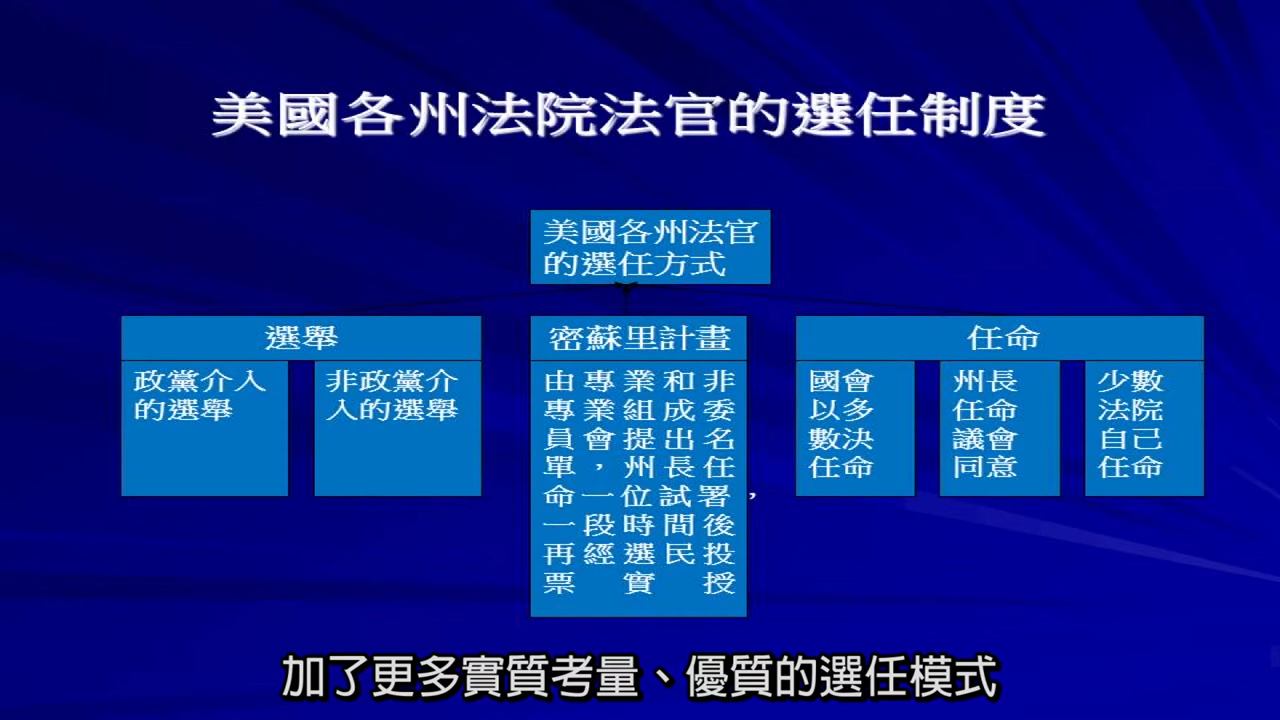 美國各州法院法官的選任制度
美國各州法官
的選任方式
選舉
政黨介入
的選舉
非政黨介
入的選舉
密蘇里計畫
由專業和非
專業組成委
員會提出名
單，州長任
命一位試署，
一段時間後
再經選民投
票實授
任命
國會
以多
數決
任命
州長
任命
議會
同意
少數
法院
自己
任命
加了更多實質考量、優質的選任模式